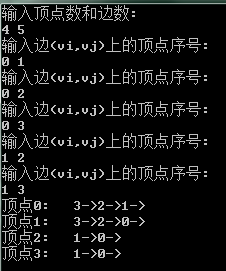 输入顶点数和边数:
4 5
输入边(vi,vj)上的顶点序号:
0 1
输入边(vi,vj)上的顶点序号:
0 2
输入边(vi,vj)上的顶点序号:
0 3
输入边(vi,vj)上的顶点序号:
1 2
输入边(vi,vj)上的顶点序号:
1 3
顶点0:   3->2->1->
顶点1:   3->2->0->
顶点2:   1->0->
顶点3:   1->0->